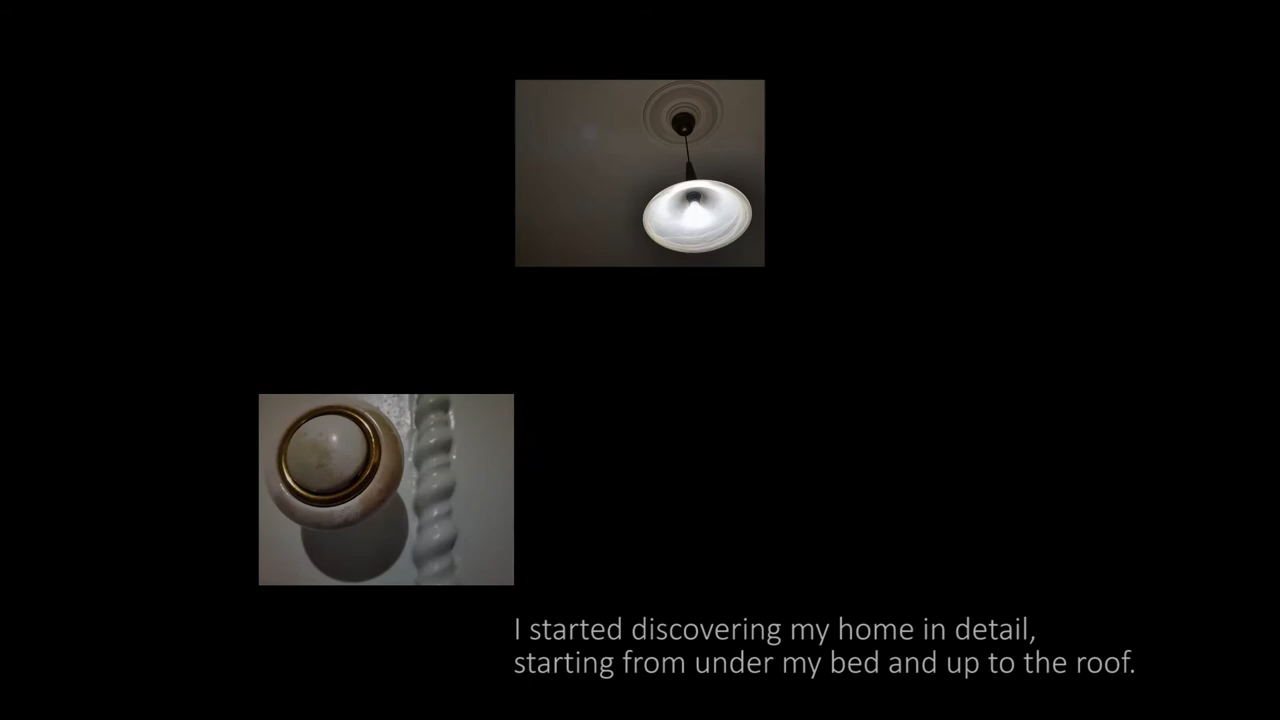 I started discovering my home in detail,
starting from under my bed and up to the roof.